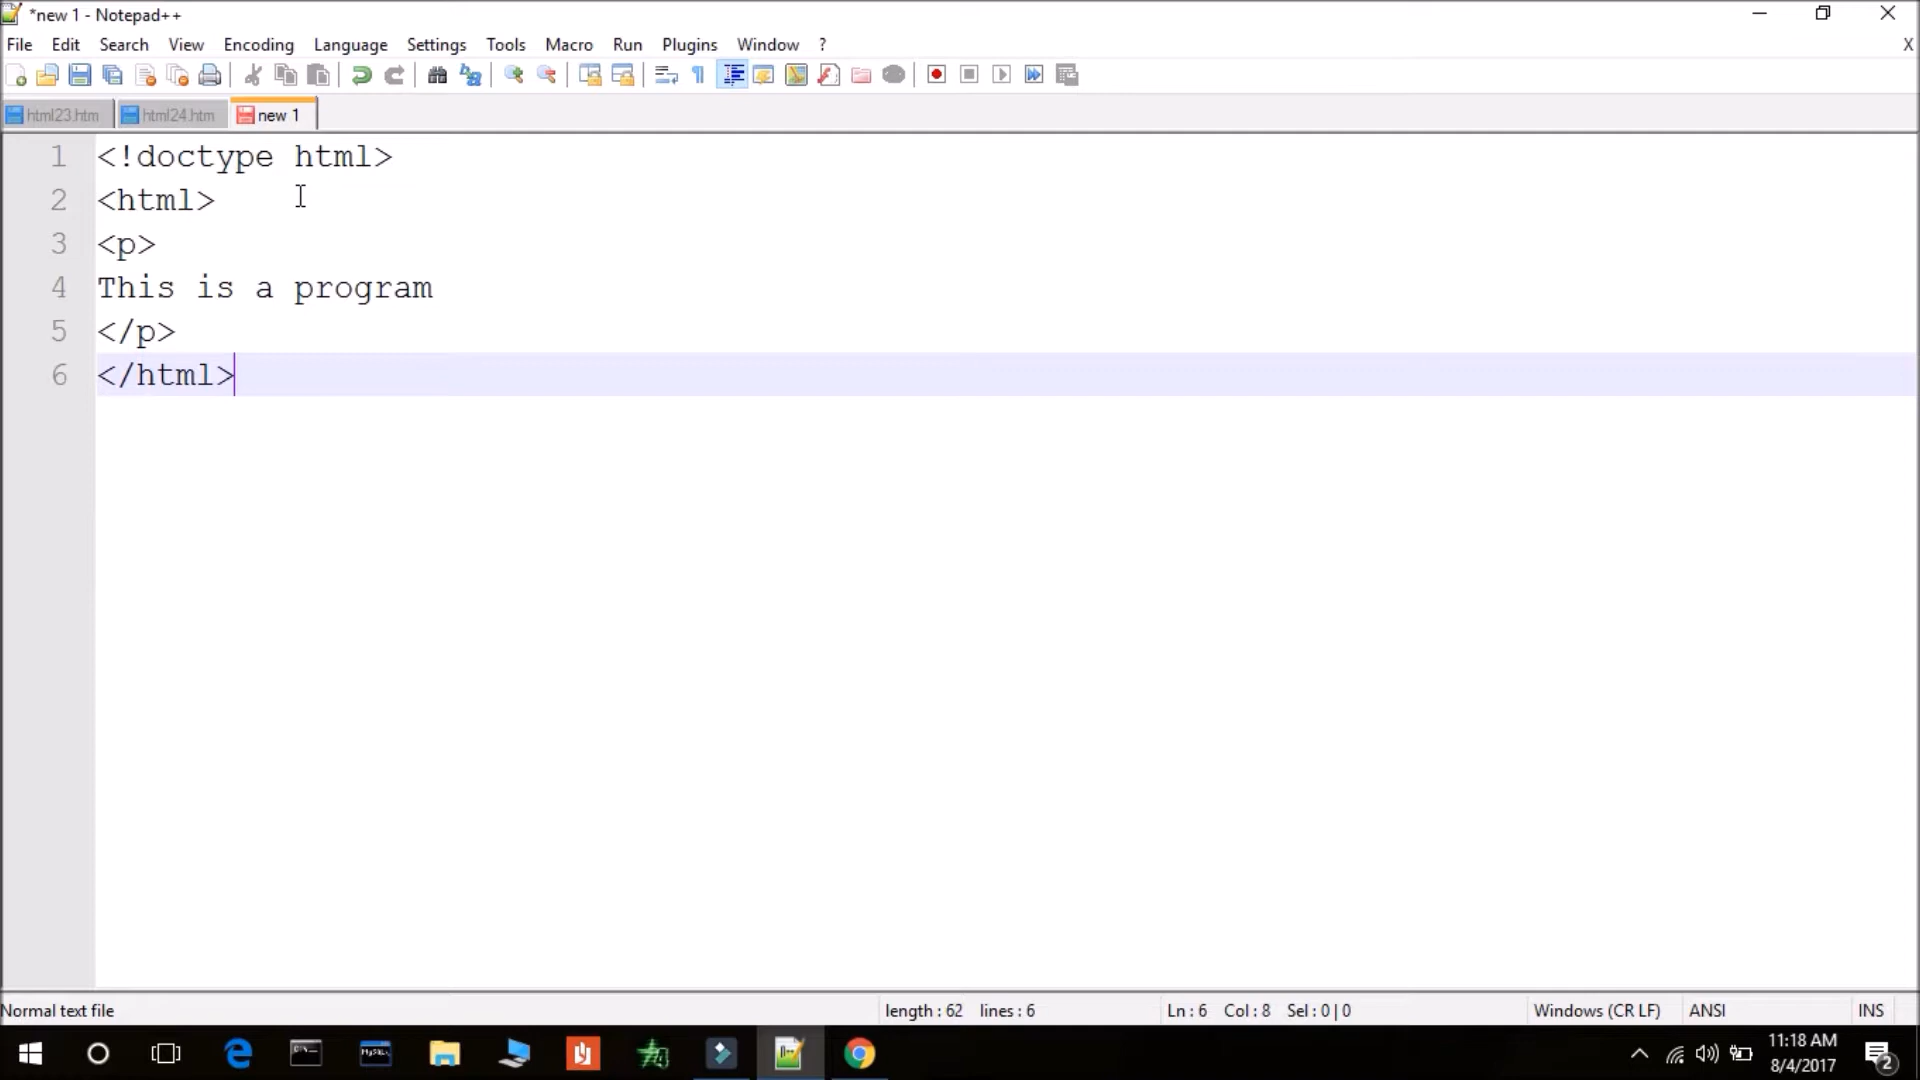 *new 1 - Notepad++
File Edit Search View Encoding Language Settings Tools Macro Run Plugins Window ? X
html23.htm html24.htm new 1
1 <!doctype html>
2 <html>
3 <p>
4 This is a program
5 </p>
6 </html>
Normal text file length : 62 lines : 6 Ln : 6 Col : 8 Sel : 0 | 0 Windows (CR LF) ANSI INS
11:18 AM
8/4/2017
2